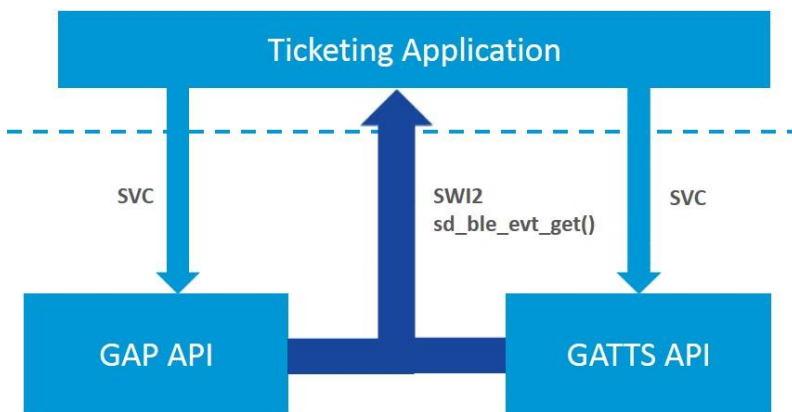 Ticketing Application
SVC
SWI2
sd_ble_evt_get()
SVC
GAP API
GATTS API